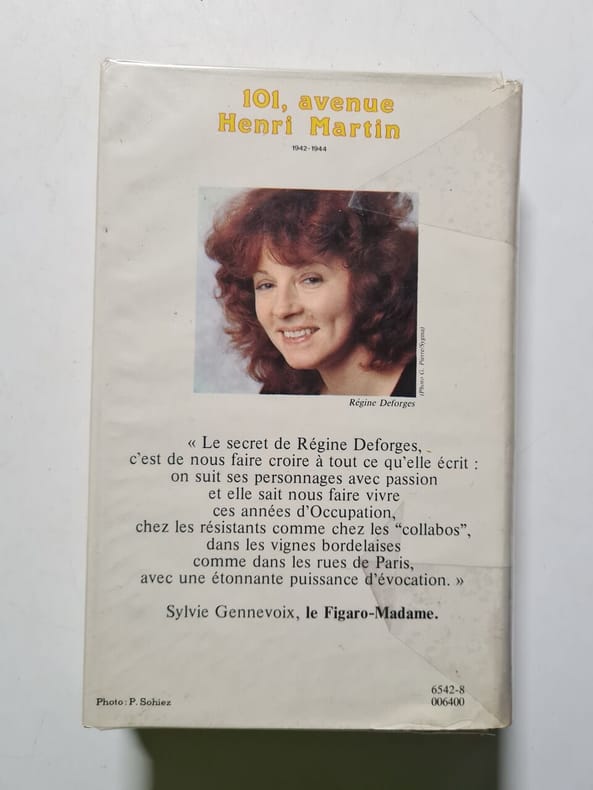 101, avenue
Henri Martin
1942-1944
(Photo G. Pierre/Sygma)
Régine Deforges
« Le secret de Régine Deforges,
c'est de nous faire croire à tout ce qu'elle écrit :
on suit ses personnages avec passion
et elle sait nous faire vivre
ces années d'Occupation,
chez les résistants comme chez les “collabos”,
dans les vignes bordelaises
comme dans les rues de Paris,
avec une étonnante puissance d'évocation. »
Sylvie Gennevoix, le Figaro-Madame.
Photo : P. Sohiez
6542-8
006400